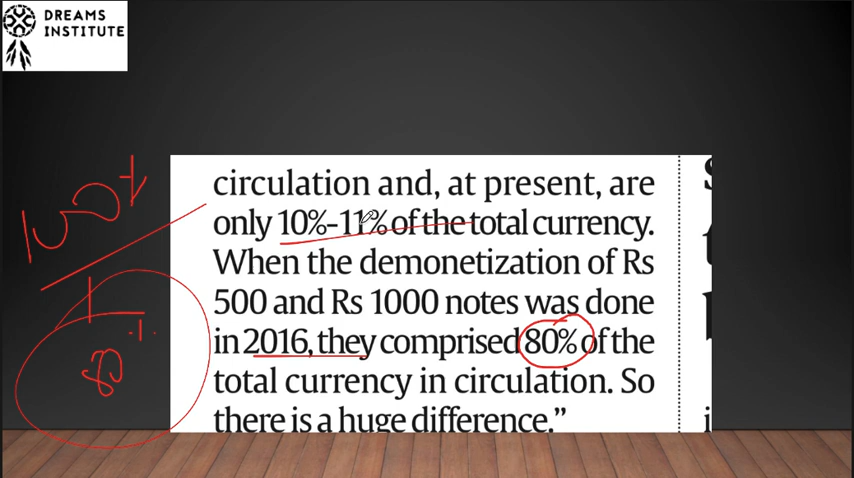 DREAMS
INSTITUTE
circulation and, at present, are
only 10%-11% of the total currency.
When the demonetization of Rs
500 and Rs 1000 notes was done
in 2016, they comprised 80% of the
total currency in circulation. So
there is a huge difference.”
80%